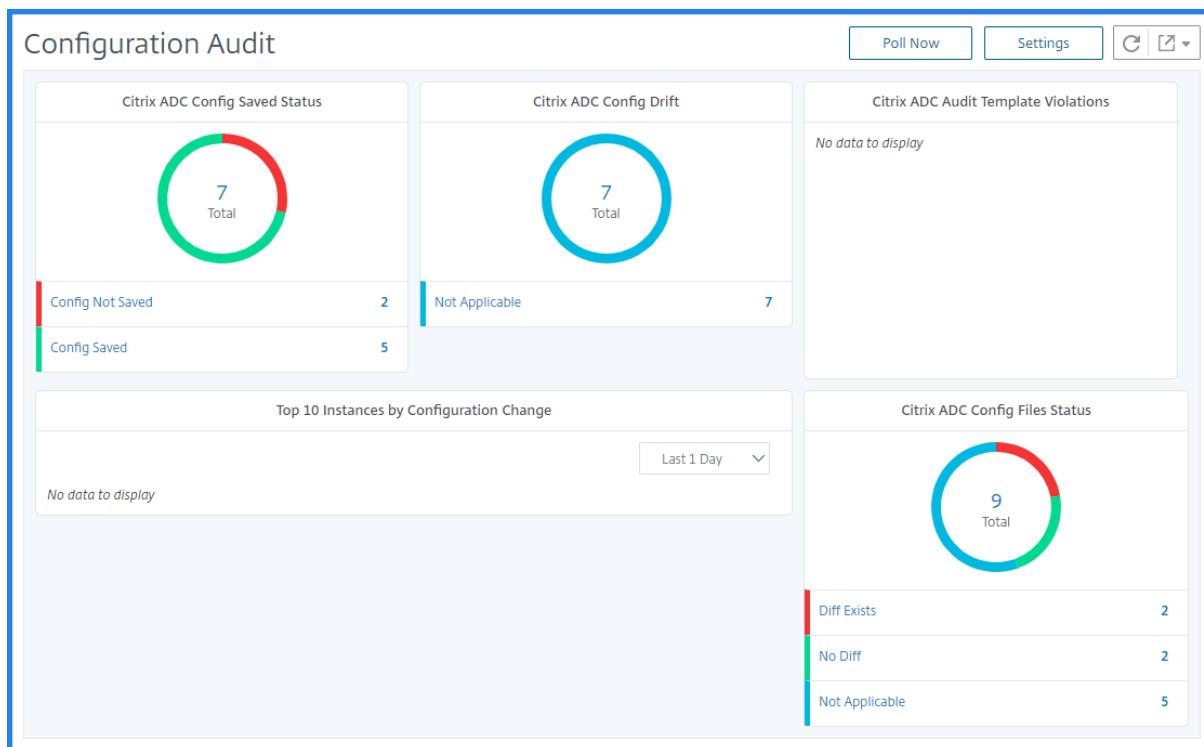 Configuration Audit
Poll Now
Settings
Citrix ADC Config Saved Status
7
Total
Config Not Saved 2
Config Saved 5
Citrix ADC Config Drift
7
Total
Not Applicable 7
Citrix ADC Audit Template Violations
No data to display
Top 10 Instances by Configuration Change
Last 1 Day
No data to display
Citrix ADC Config Files Status
9
Total
Diff Exists 2
No Diff 2
Not Applicable 5